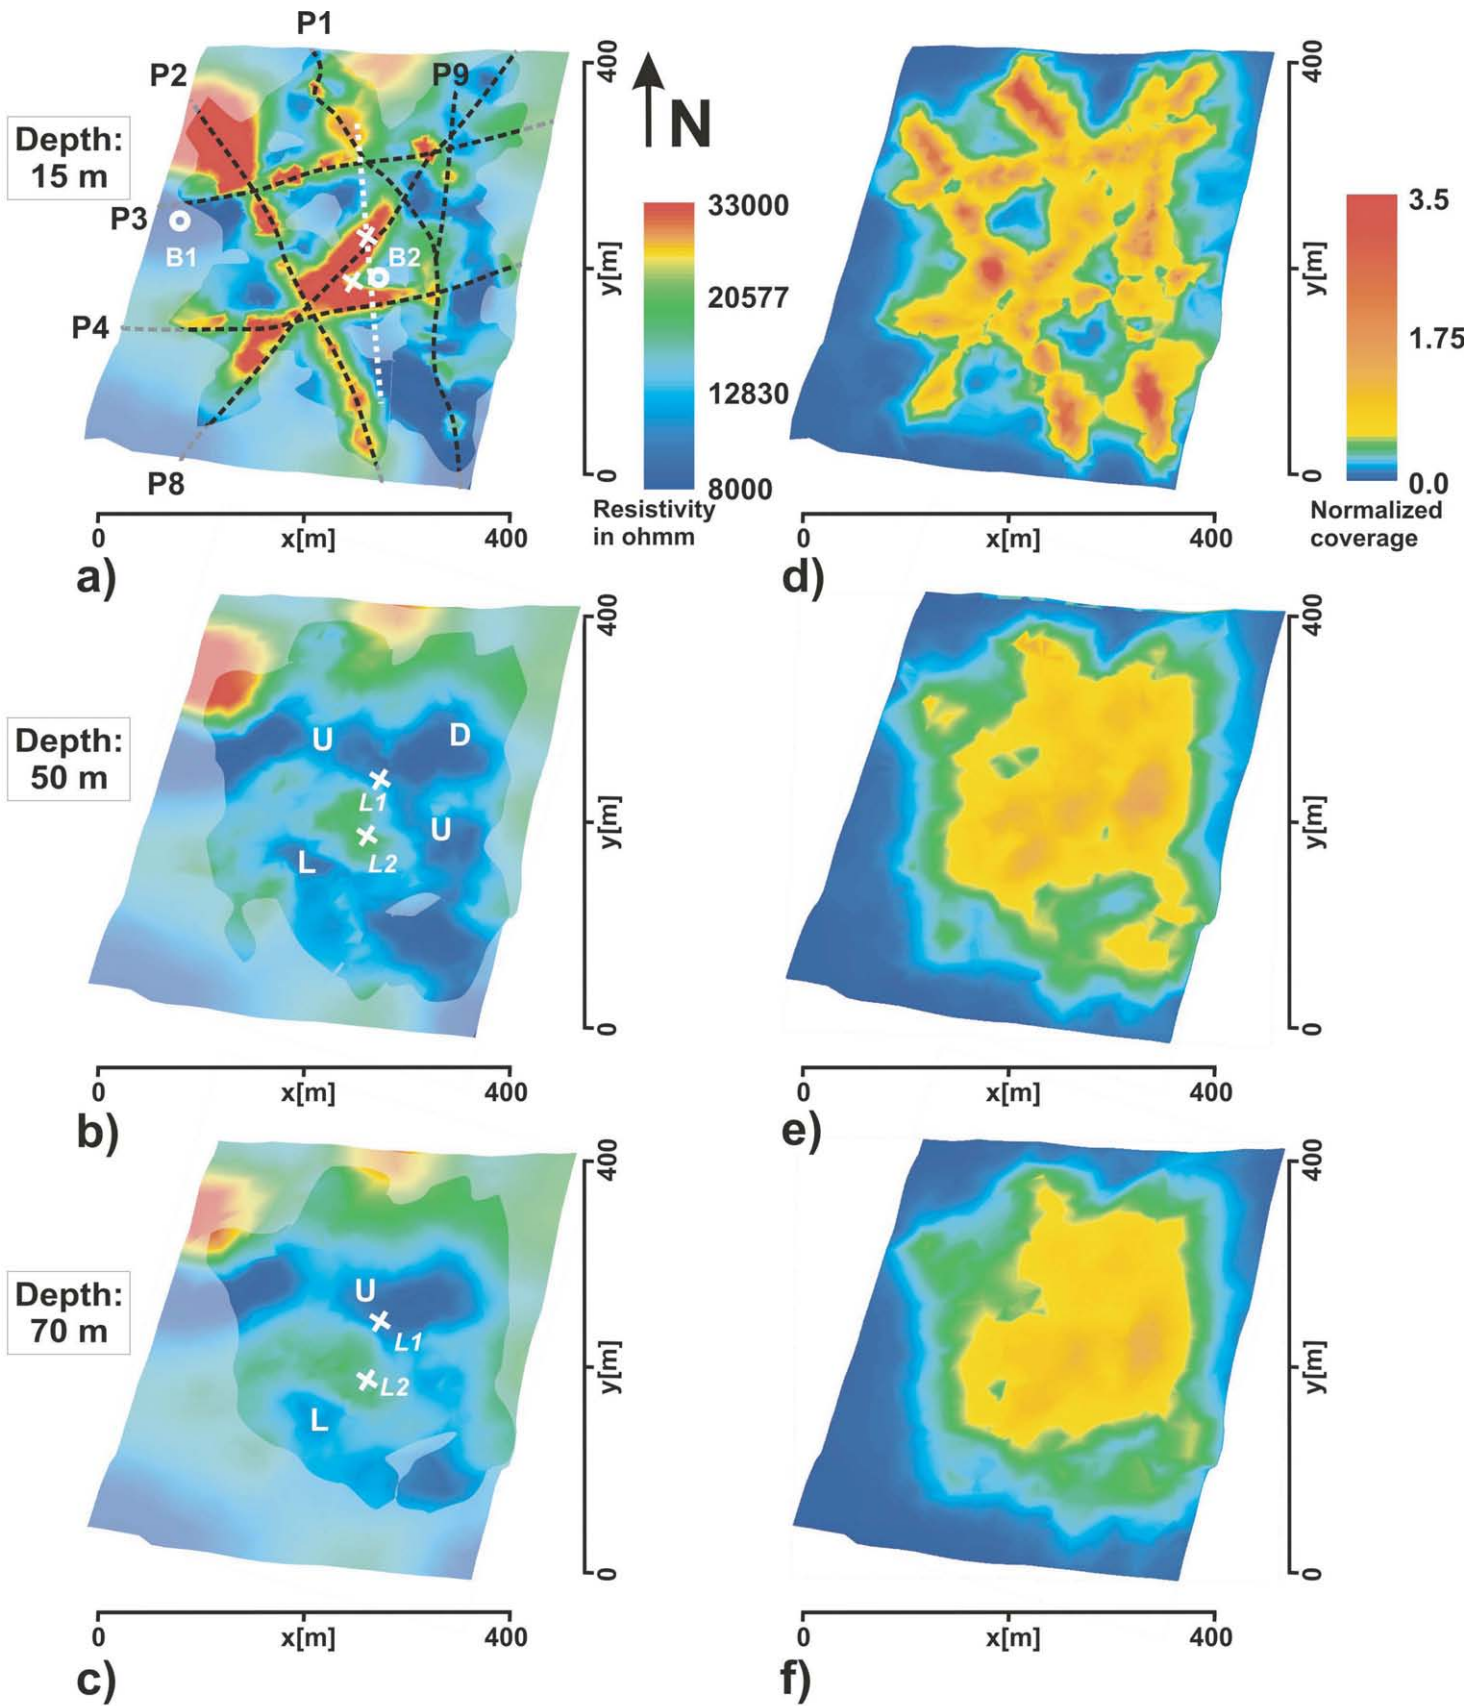 P1
P2
P9
Depth:
15 m
N
P3
B1
B2
P4
P8
33000
20577
12830
8000
Resistivity
in ohmm
400
y[m]
0
0
x[m]
400
a)
400
y[m]
0
3.5
1.75
0.0
Normalized
coverage
0
x[m]
400
d)
Depth:
50 m
U
D
L1
U
L
L2
400
y[m]
0
0
x[m]
400
b)
400
y[m]
0
0
x[m]
400
e)
Depth:
70 m
U
L1
L2
L
400
y[m]
0
0
x[m]
400
c)
400
y[m]
0
0
x[m]
400
f)